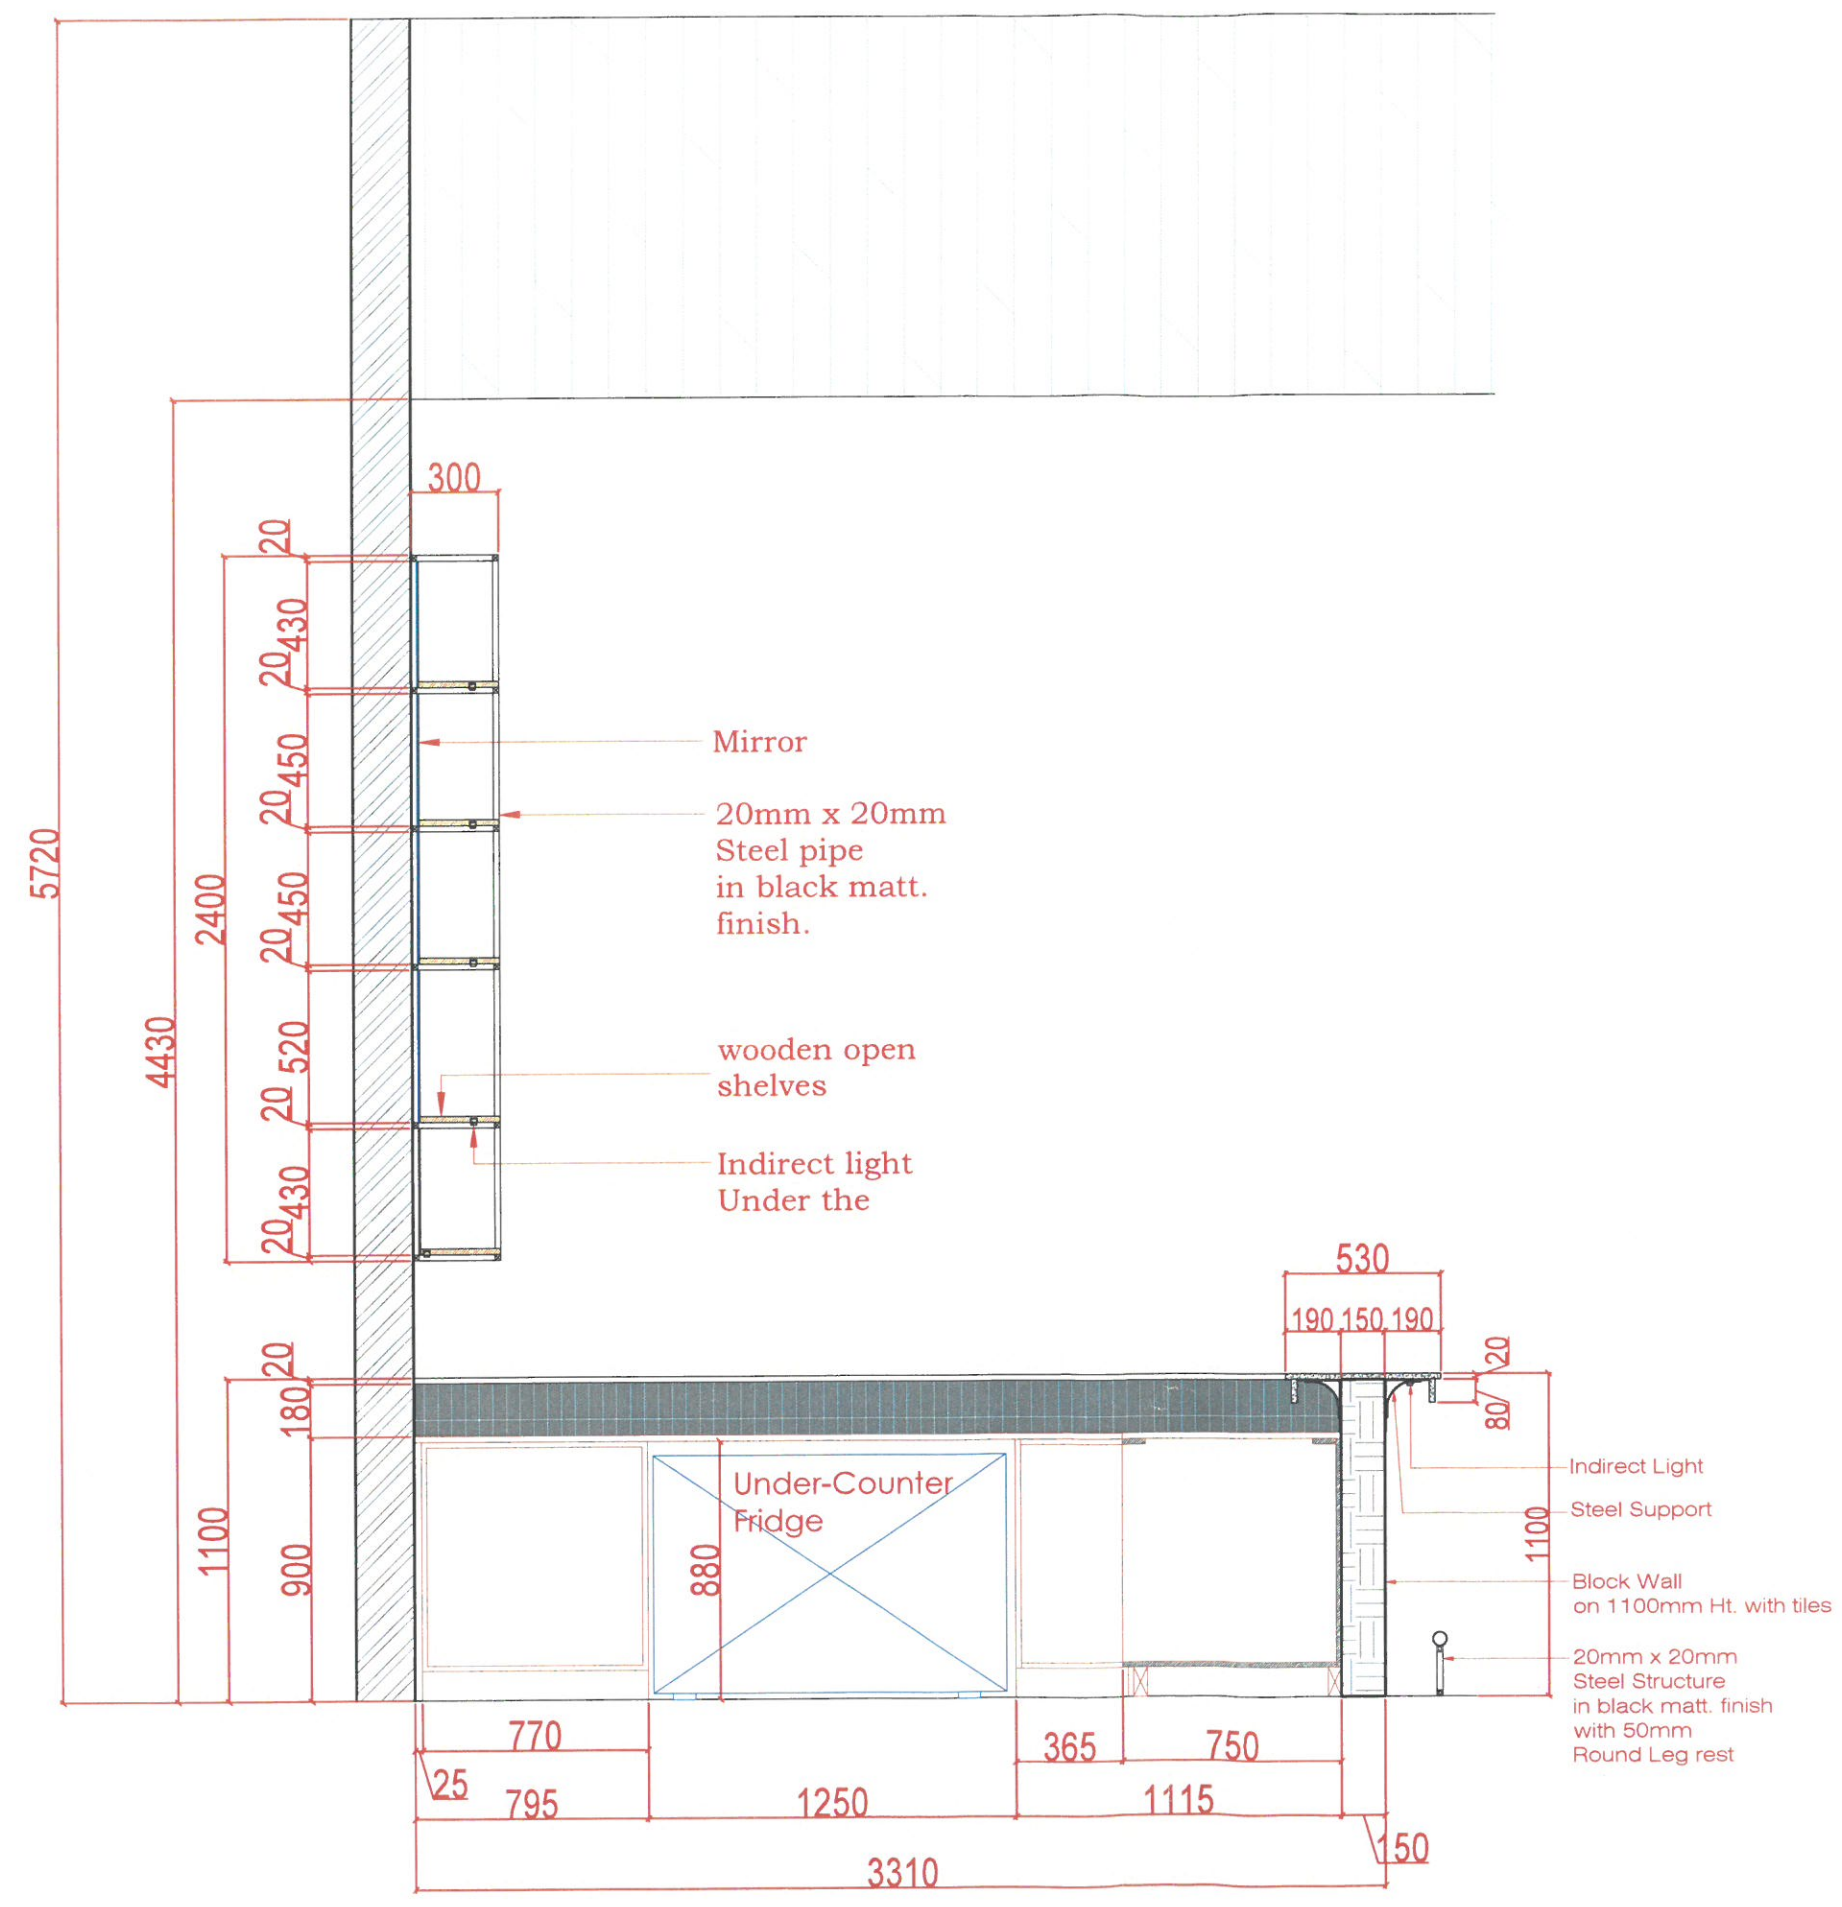 300
20
430
20
450
20
450
20
520
20
430
20
2400
4430
5720
Mirror
20mm x 20mm
Steel pipe
in black matt.
finish.
wooden open
shelves
Indirect light
Under the
530
190 150 190
20
80
20
180
1100
900
880
Under-Counter
Fridge
1100
Indirect Light
Steel Support
Block Wall
on 1100mm Ht. with tiles
20mm x 20mm
Steel Structure
in black matt. finish
with 50mm
Round Leg rest
770
365
750
25
795
1250
1115
150
3310